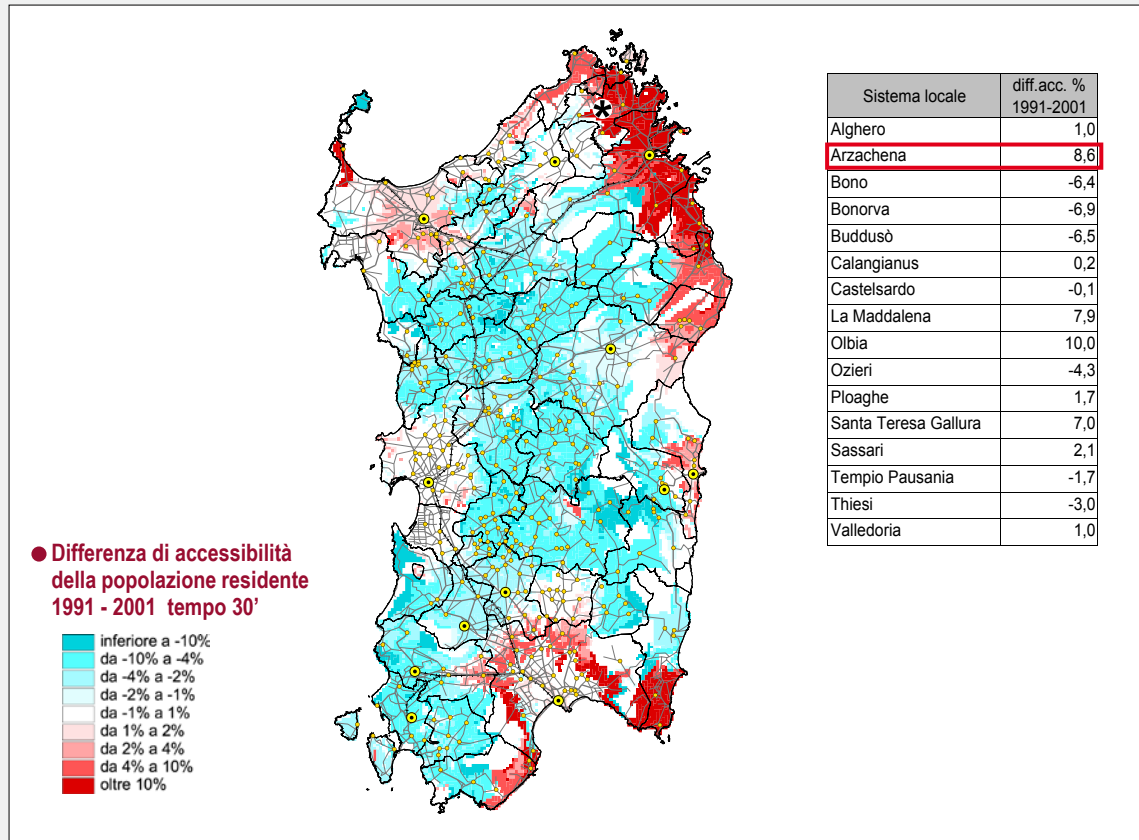 Sistema locale diff.acc. % 1991-2001
Alghero 1,0
Arzachena 8,6
Bono -6,4
Bonorva -6,9
Buddusò -6,5
Calangianus 0,2
Castelsardo -0,1
La Maddalena 7,9
Olbia 10,0
Ozieri -4,3
Ploaghe 1,7
Santa Teresa Gallura 7,0
Sassari 2,1
Tempio Pausania -1,7
Thiesi -3,0
Valledoria 1,0
Differenza di accessibilità
della popolazione residente
1991 - 2001 tempo 30'
inferiore a -10%
da -10% a -4%
da -4% a -2%
da -2% a -1%
da -1% a 1%
da 1% a 2%
da 2% a 4%
da 4% a 10%
oltre 10%
*